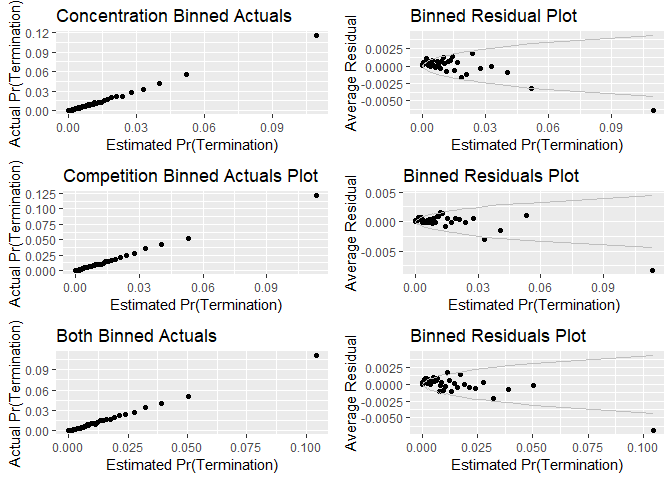 Concentration Binned Actuals
Actual Pr(Termination)
0.12
0.09
0.06
0.03
0.00
0.00 0.03 0.06 0.09
Estimated Pr(Termination)
Binned Residual Plot
Average Residual
0.0025
0.0000
-0.0025
-0.0050
0.00 0.03 0.06 0.09
Estimated Pr(Termination)
Competition Binned Actuals Plot
Actual Pr(Termination)
0.125
0.100
0.075
0.050
0.025
0.000
0.00 0.03 0.06 0.09
Estimated Pr(Termination)
Binned Residuals Plot
Average Residual
0.005
0.000
-0.005
0.00 0.03 0.06 0.09
Estimated Pr(Termination)
Both Binned Actuals
Actual Pr(Termination)
0.09
0.06
0.03
0.00
0.000 0.025 0.050 0.075 0.100
Estimated Pr(Termination)
Binned Residuals Plot
Average Residual
0.0025
0.0000
-0.0025
-0.0050
0.000 0.025 0.050 0.075 0.100
Estimated Pr(Termination)